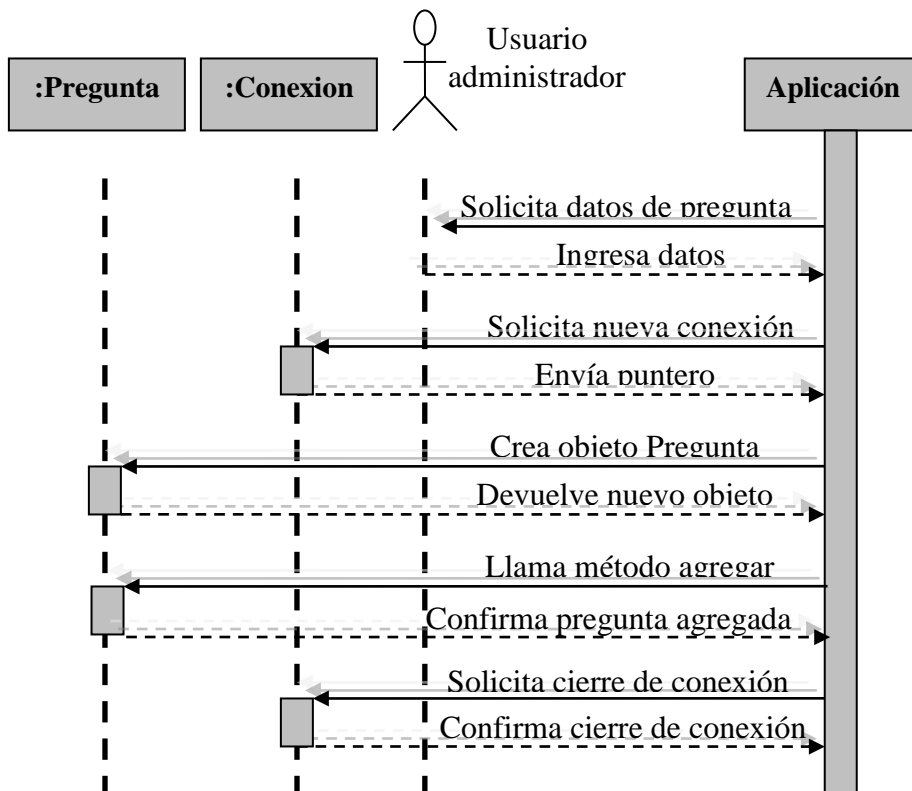 Usuario
administrador
:Pregunta
:Conexion
Aplicación
Solicita datos de pregunta
Ingresa datos
Solicita nueva conexión
Envía puntero
Crea objeto Pregunta
Devuelve nuevo objeto
Llama método agregar
Confirma pregunta agregada
Solicita cierre de conexión
Confirma cierre de conexión